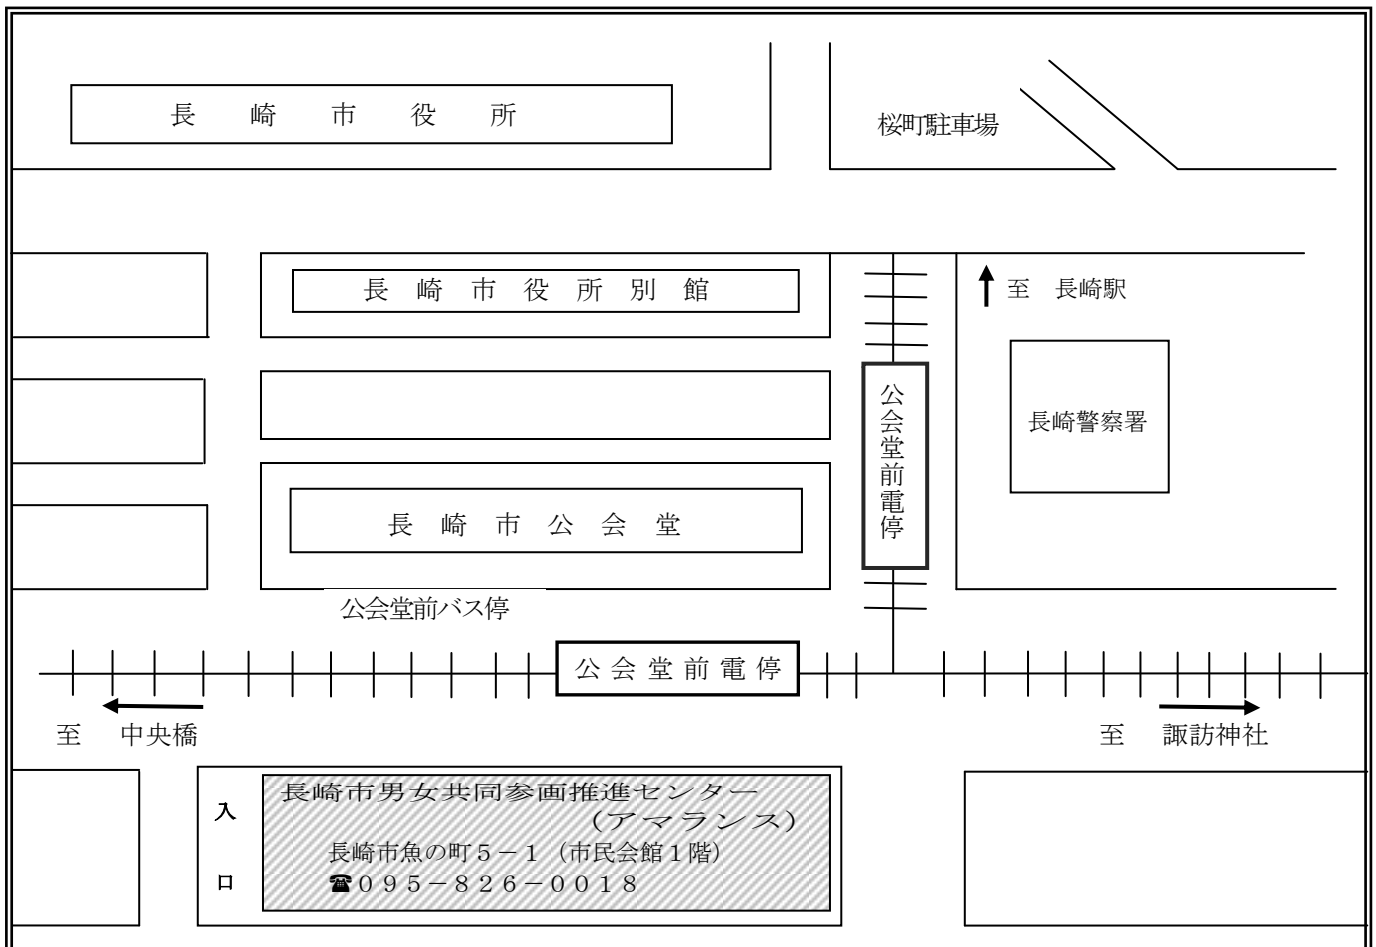 長崎市役所
桜町駐車場
長崎市役所別館
至 長崎駅
公会堂前電停
長崎警察署
長崎市公会堂
公会堂前バス停
公会堂前電停
至 中央橋
至 諏訪神社
入口
長崎市男女共同参画推進センター
(アマランス)
長崎市魚の町5-1 (市民会館1階)
☎095-826-0018